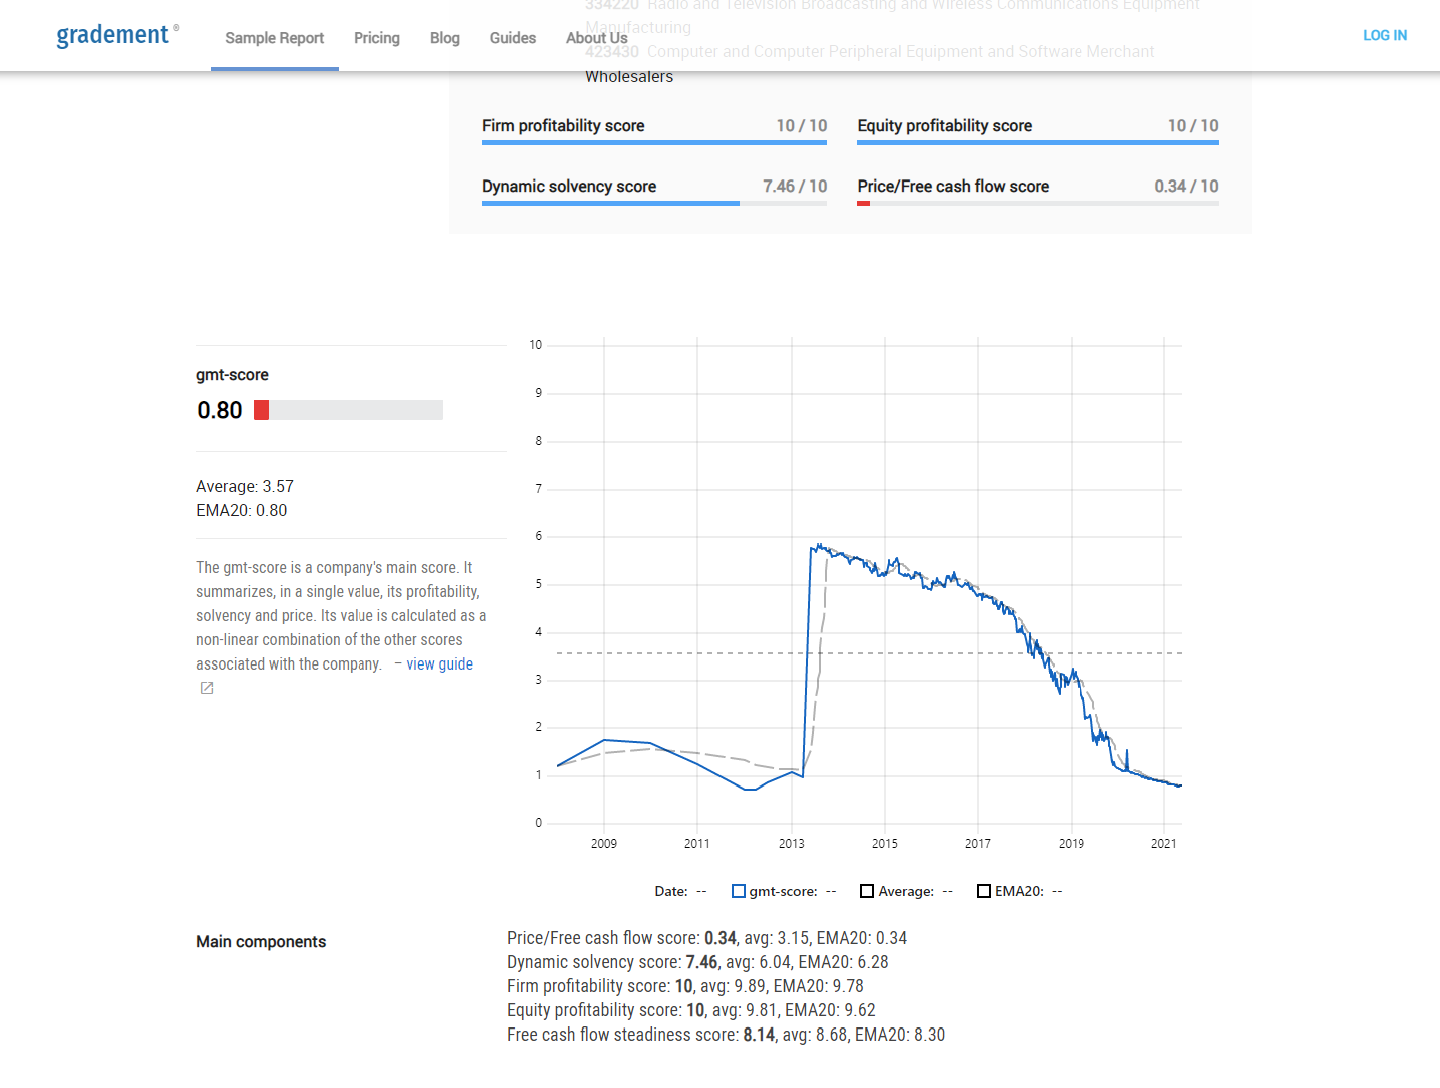 334220 Radio and Television Broadcasting and Wireless Communications Equipment
Manufacturing
gradement ®
Sample Report
Pricing
Blog
Guides
About Us
LOG IN
423430 Computer and Computer Peripheral Equipment and Software Merchant
Wholesalers
Firm profitability score 10 / 10
Equity profitability score 10 / 10
Dynamic solvency score 7.46 / 10
Price/Free cash flow score 0.34 / 10
gmt-score
0.80
Average: 3.57
EMA20: 0.80
The gmt-score is a company's main score. It
summarizes, in a single value, its profitability,
solvency and price. Its value is calculated as a
non-linear combination of the other scores
associated with the company. – view guide
10
9
8
7
6
5
4
3
2
1
0
2009 2011 2013 2015 2017 2019 2021
Date: -- gmt-score: -- Average: -- EMA20: --
Main components
Price/Free cash flow score: 0.34, avg: 3.15, EMA20: 0.34
Dynamic solvency score: 7.46, avg: 6.04, EMA20: 6.28
Firm profitability score: 10, avg: 9.89, EMA20: 9.78
Equity profitability score: 10, avg: 9.81, EMA20: 9.62
Free cash flow steadiness score: 8.14, avg: 8.68, EMA20: 8.30